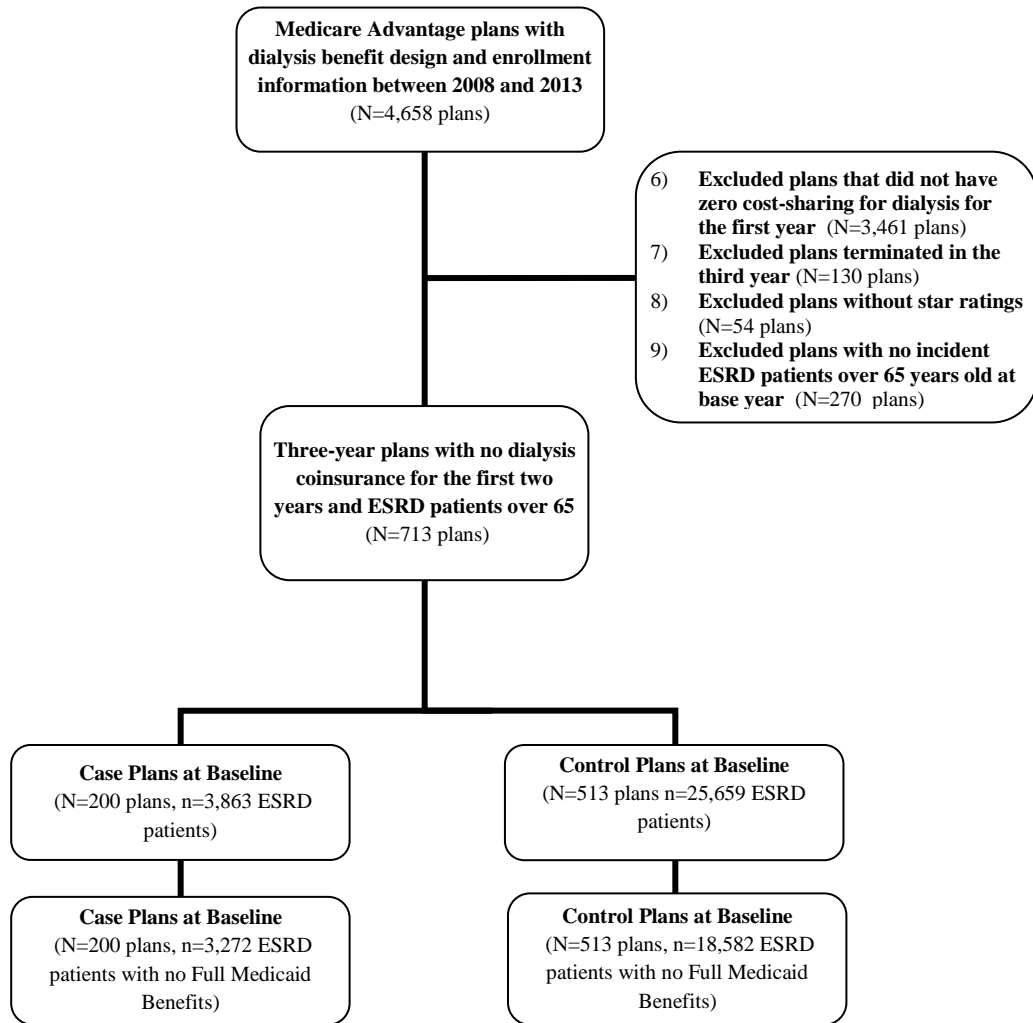 Medicare Advantage plans with
dialysis benefit design and enrollment
information between 2008 and 2013
(N=4,658 plans)
6) Excluded plans that did not have
zero cost-sharing for dialysis for
the first year (N=3,461 plans)
7) Excluded plans terminated in the
third year (N=130 plans)
8) Excluded plans without star ratings
(N=54 plans)
9) Excluded plans with no incident
ESRD patients over 65 years old at
base year (N=270 plans)
Three-year plans with no dialysis
coinsurance for the first two
years and ESRD patients over 65
(N=713 plans)
Case Plans at Baseline
(N=200 plans, n=3,863 ESRD
patients)
Control Plans at Baseline
(N=513 plans n=25,659 ESRD
patients)
Case Plans at Baseline
(N=200 plans, n=3,272 ESRD
patients with no Full Medicaid
Benefits)
Control Plans at Baseline
(N=513 plans, n=18,582 ESRD
patients with no Full Medicaid
Benefits)